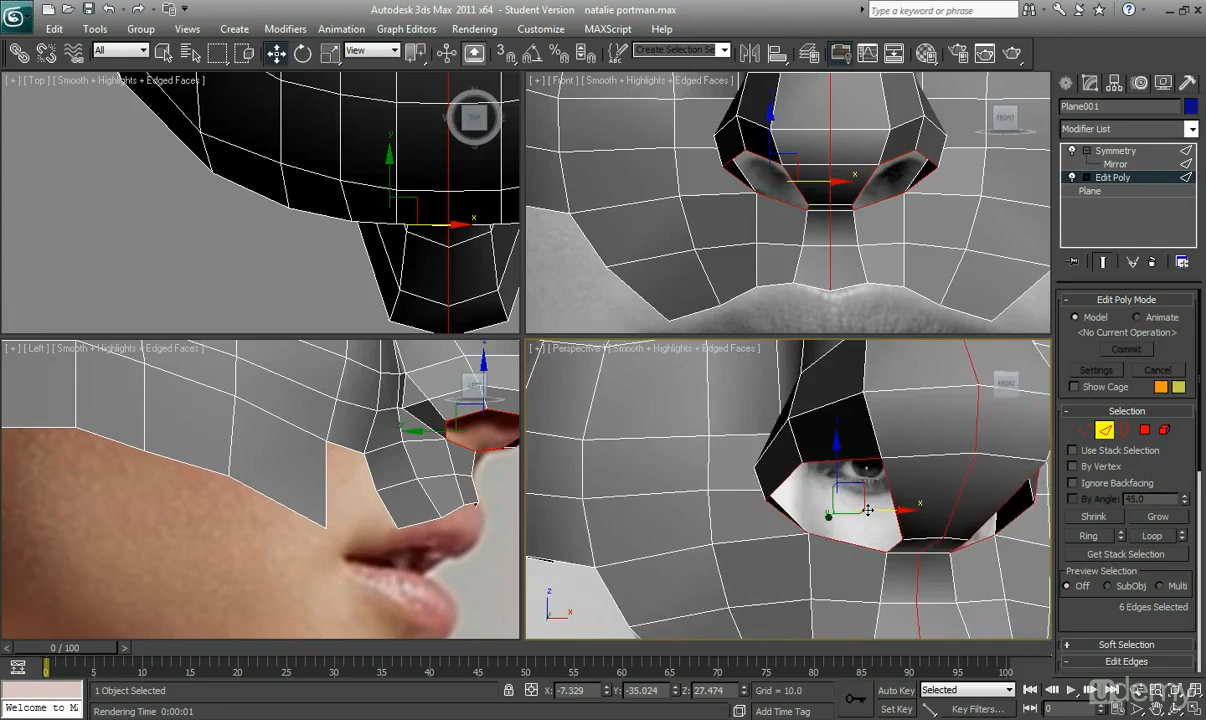 Autodesk 3ds Max 2011 x64 - Student Version natalie portman.max
Type a keyword or phrase
Edit Tools Group Views Create Modifiers Animation Graph Editors Rendering Customize MAXScript Help
All View 3 Create Selection Se
[ + ] [ Top ] [ Smooth + Highlights + Edged Faces ]
[ + ] [ Front ] [ Smooth + Highlights + Edged Faces ]
TOP
FRONT
y
x
x
Plane001
Modifier List
Symmetry
Mirror
Edit Poly
Plane
[ + ] [ Left ] [ Smooth + Highlights + Edged Faces ]
[ + ] [ Perspective ] [ Smooth + Highlights + Edged Faces ]
FRONT
z
x
z
x
Edit Poly Mode
Model Animate
<No Current Operation>
Commit
Settings Cancel
Show Cage
Selection
Use Stack Selection
By Vertex
Ignore Backfacing
By Angle: 45.0
Shrink Grow
Ring Loop
Get Stack Selection
Preview Selection
Off SubObj Multi
6 Edges Selected
Soft Selection
Edit Edges
< 0 / 100 >
0 5 10 15 20 25 30 35 40 45 50 55 60 65 70 75 80 85 90 95 100
Welcome to MA
1 Object Selected X: -7.329 Y: -35.024 Z: 27.474 Grid = 10.0
Rendering Time 0:00:01 Add Time Tag
Auto Key Selected
Set Key Key Filters... 0
udemy